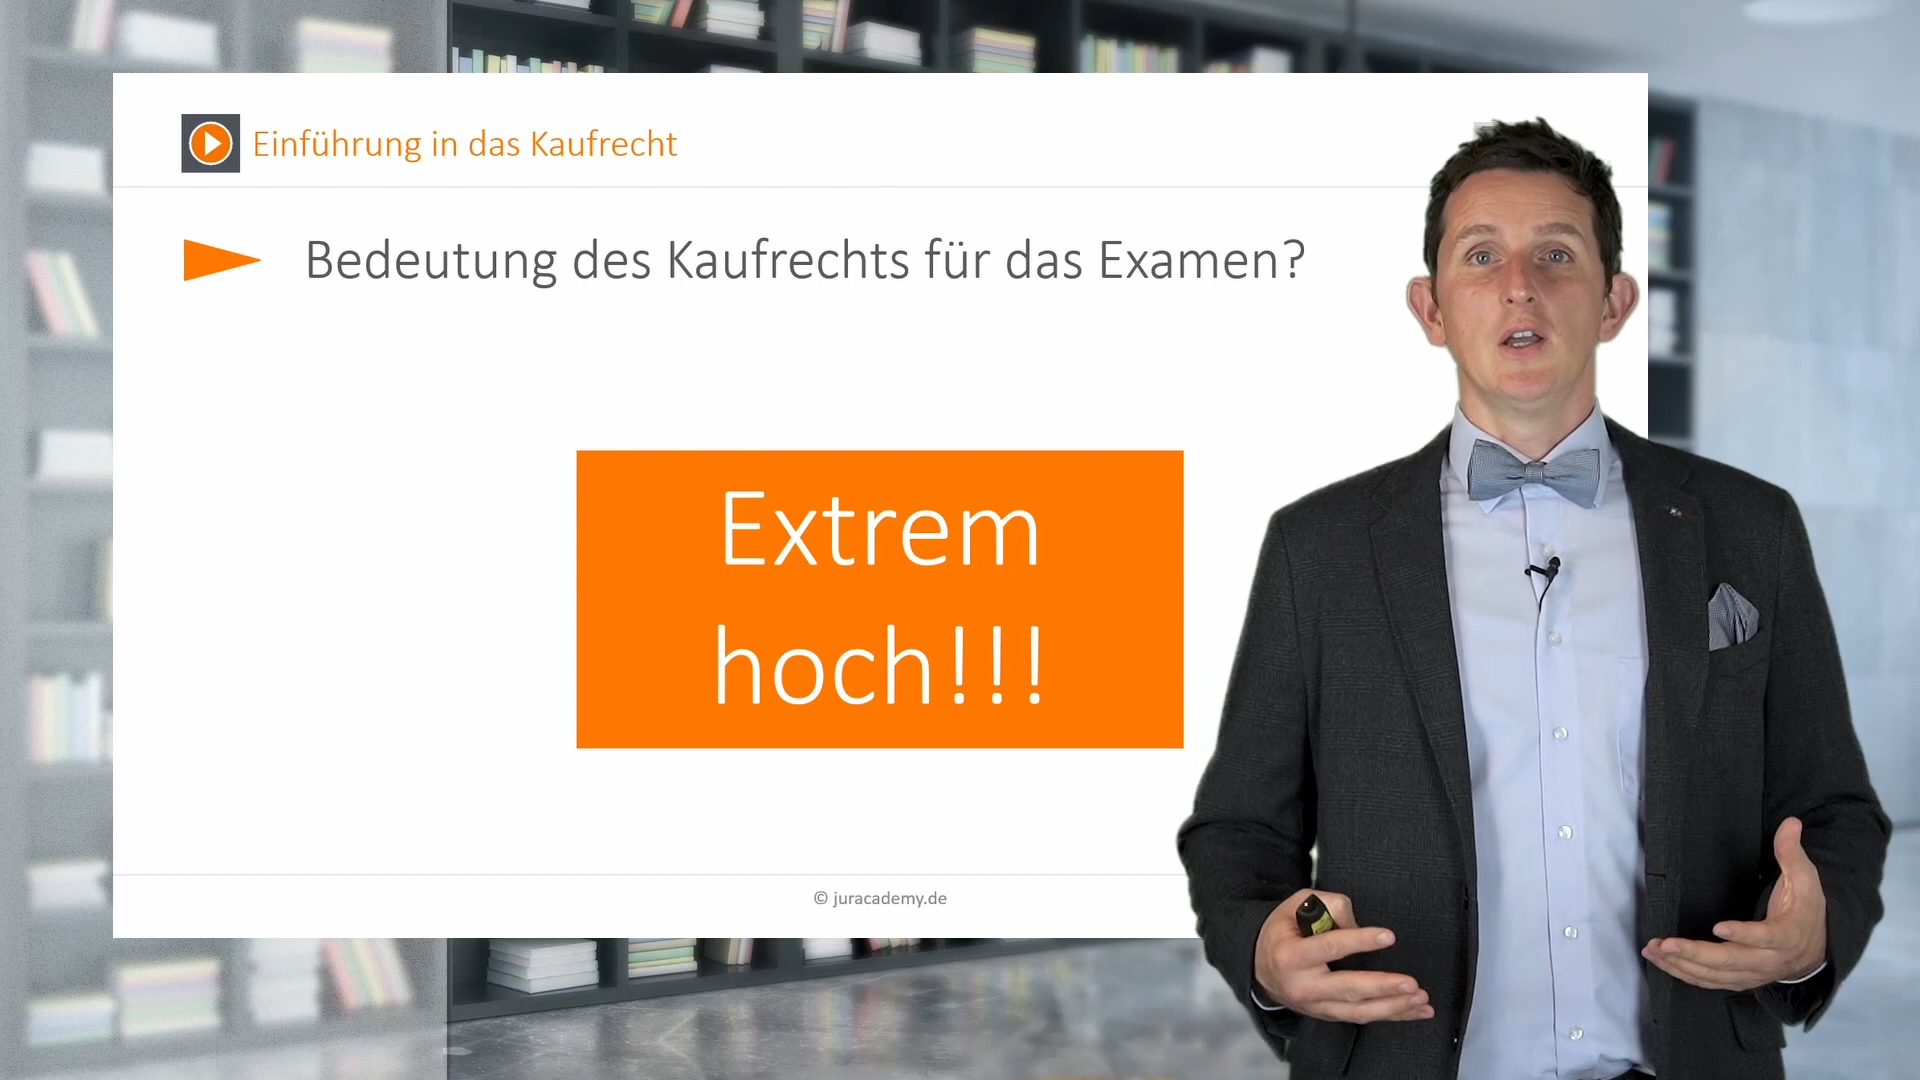 Einführung in das Kaufrecht
Bedeutung des Kaufrechts für das Examen?
Extrem
hoch!!!
© juracademy.de